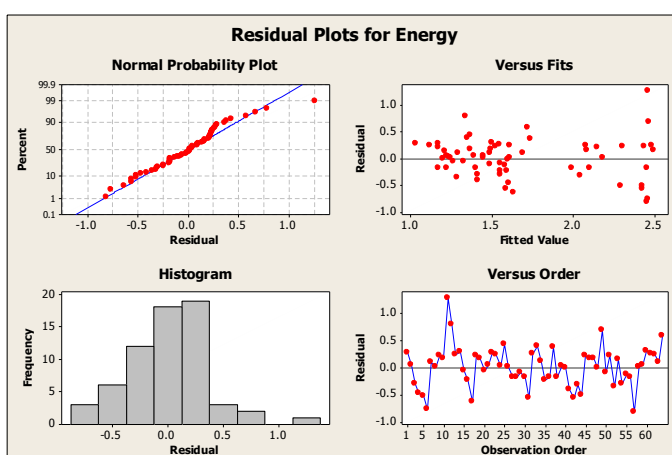 Residual Plots for Energy
Normal Probability Plot
99.9
99
90
50
10
1
0.1
Percent
-1.0 -0.5 0.0 0.5 1.0
Residual
Versus Fits
1.0
0.5
0.0
-0.5
-1.0
Residual
1.0 1.5 2.0 2.5
Fitted Value
Histogram
20
15
10
5
0
Frequency
-0.5 0.0 0.5 1.0
Residual
Versus Order
1.0
0.5
0.0
-0.5
-1.0
Residual
1 5 10 15 20 25 30 35 40 45 50 55 60
Observation Order